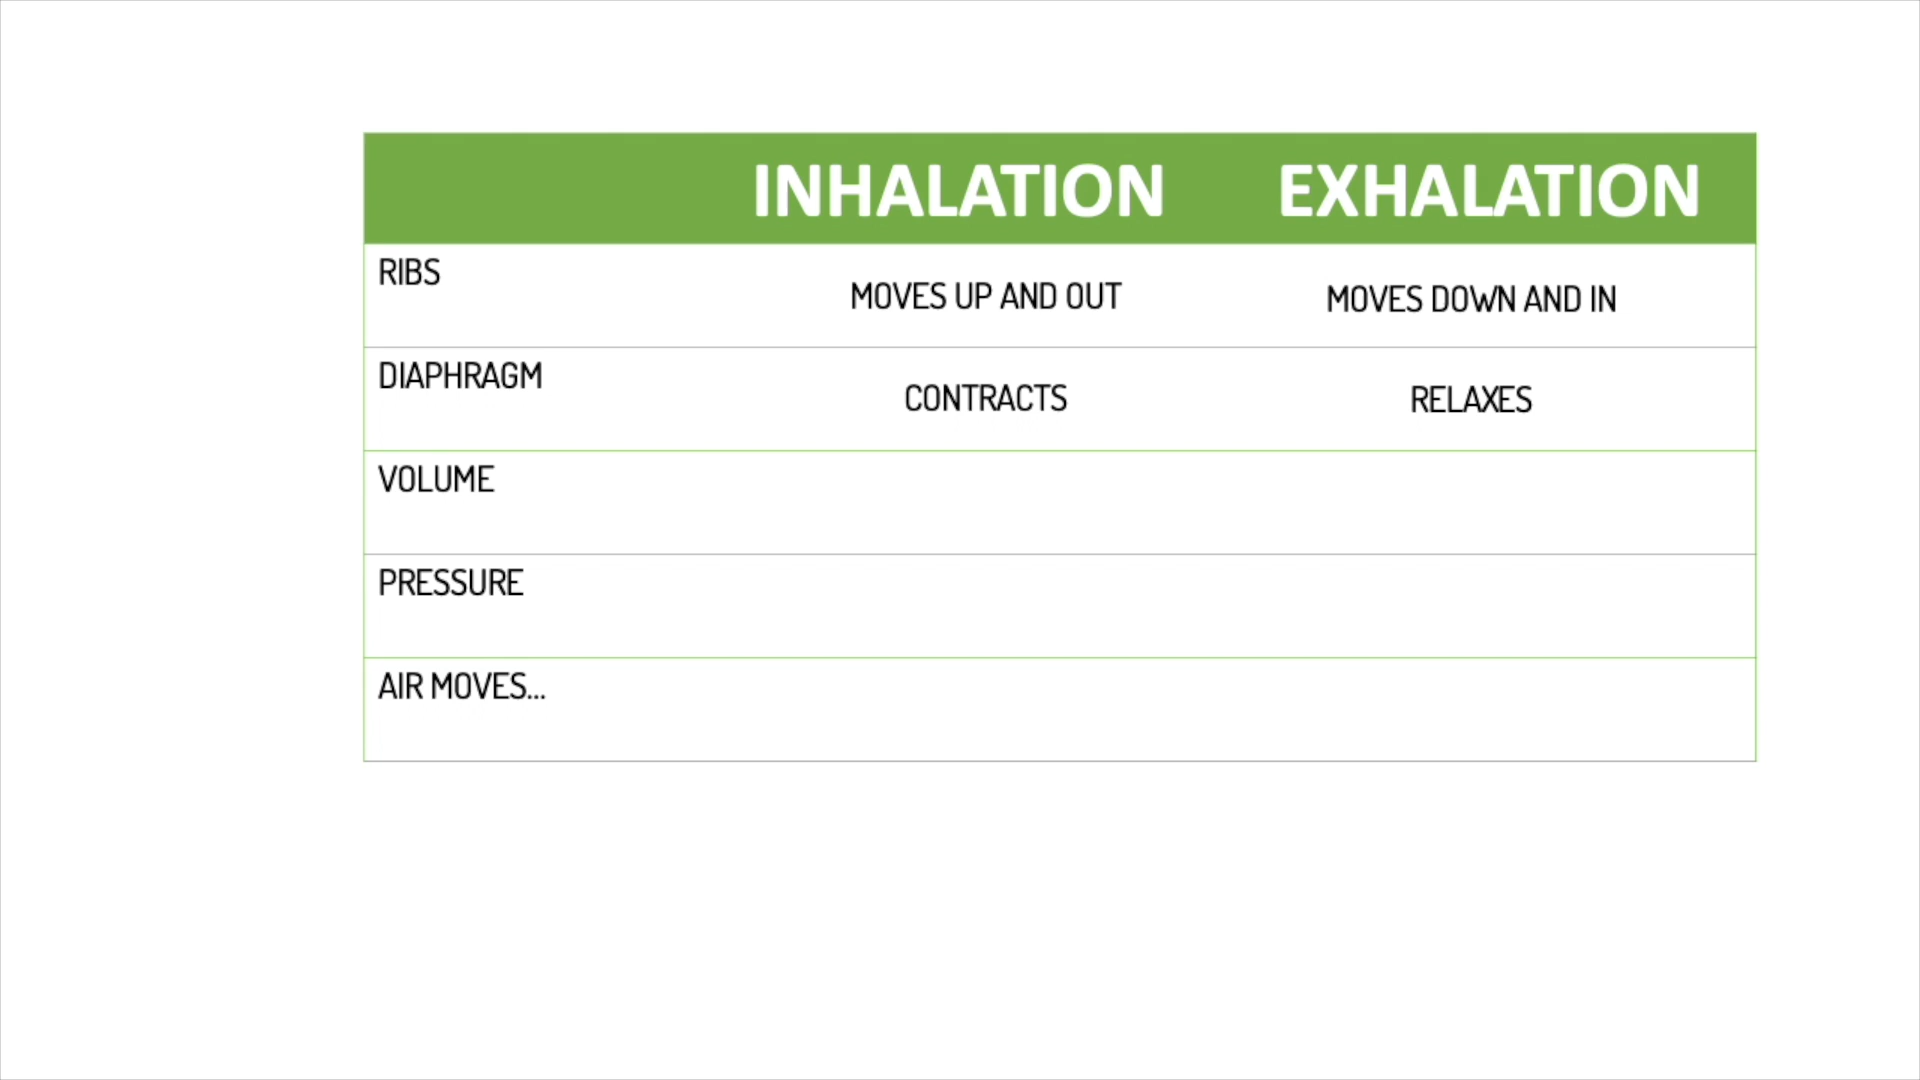 INHALATION EXHALATION
RIBS MOVES UP AND OUT MOVES DOWN AND IN
DIAPHRAGM CONTRACTS RELAXES
VOLUME
PRESSURE
AIR MOVES...